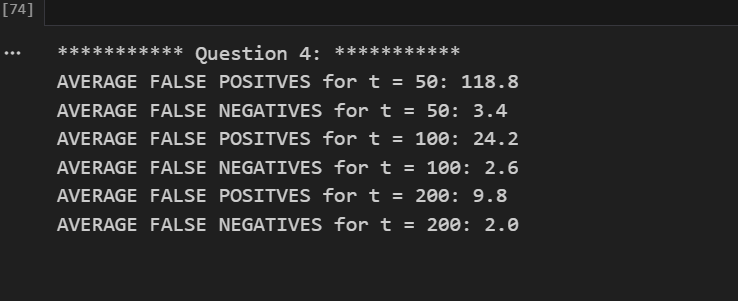 [74]
... *********** Question 4: ***********
AVERAGE FALSE POSITVES for t = 50: 118.8
AVERAGE FALSE NEGATIVES for t = 50: 3.4
AVERAGE FALSE POSITVES for t = 100: 24.2
AVERAGE FALSE NEGATIVES for t = 100: 2.6
AVERAGE FALSE POSITVES for t = 200: 9.8
AVERAGE FALSE NEGATIVES for t = 200: 2.0